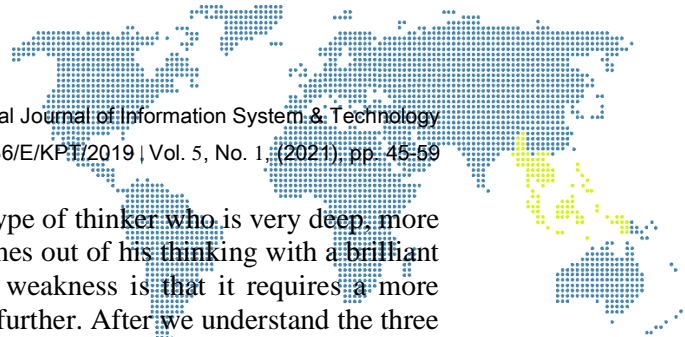 al Journal of Information System & Technology
6/E/KPT/2019 | Vol. 5, No. 1, (2021), pp. 45-59
ype of thinker who is very deep, more
nes out of his thinking with a brilliant
weakness is that it requires a more
further. After we understand the three